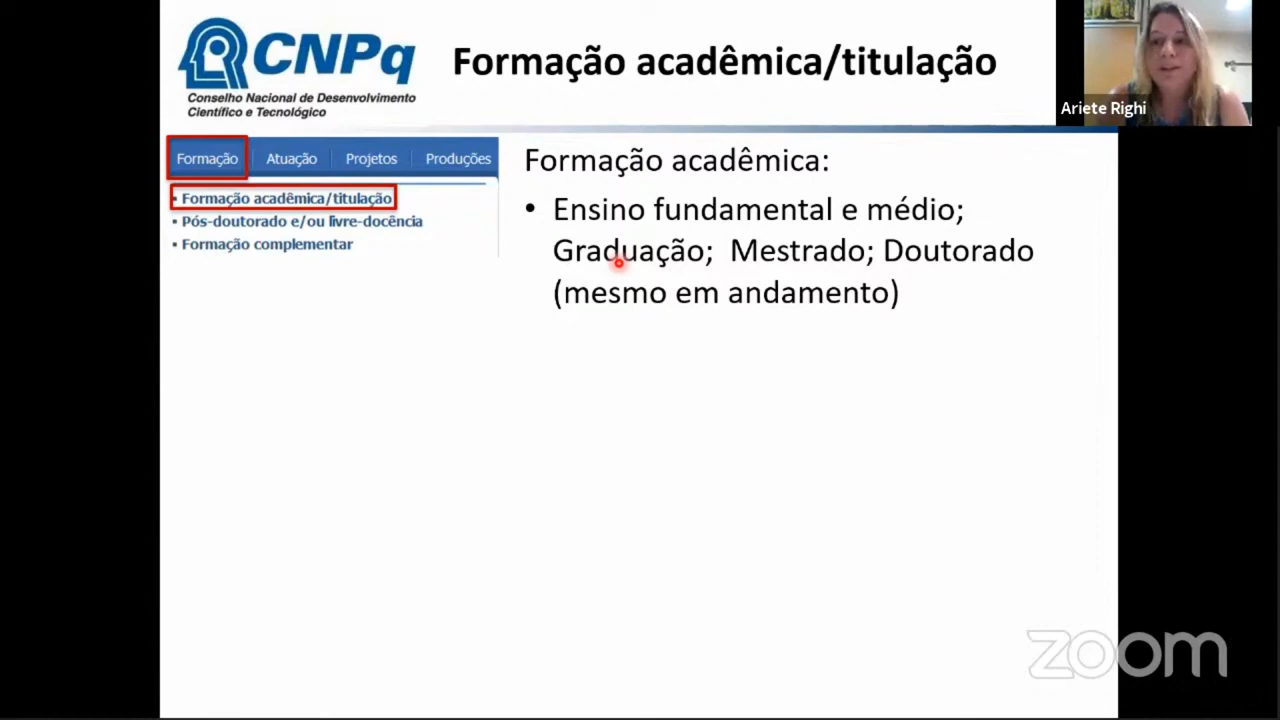 CNPq
Conselho Nacional de Desenvolvimento
Científico e Tecnológico
Formação acadêmica/titulação
Ariete Righi
Formação Atuação Projetos Produções
▪ Formação acadêmica/titulação
▪ Pós-doutorado e/ou livre-docência
▪ Formação complementar
Formação acadêmica:
• Ensino fundamental e médio;
Graduação; Mestrado; Doutorado
(mesmo em andamento)
zoom